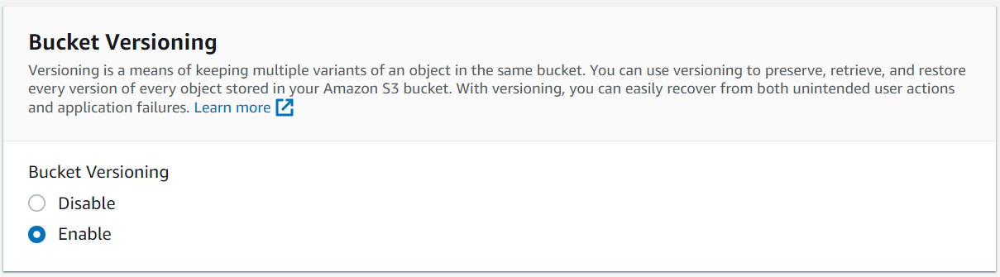 Bucket Versioning
Versioning is a means of keeping multiple variants of an object in the same bucket. You can use versioning to preserve, retrieve, and restore
every version of every object stored in your Amazon S3 bucket. With versioning, you can easily recover from both unintended user actions
and application failures. Learn more
Bucket Versioning
Disable
Enable